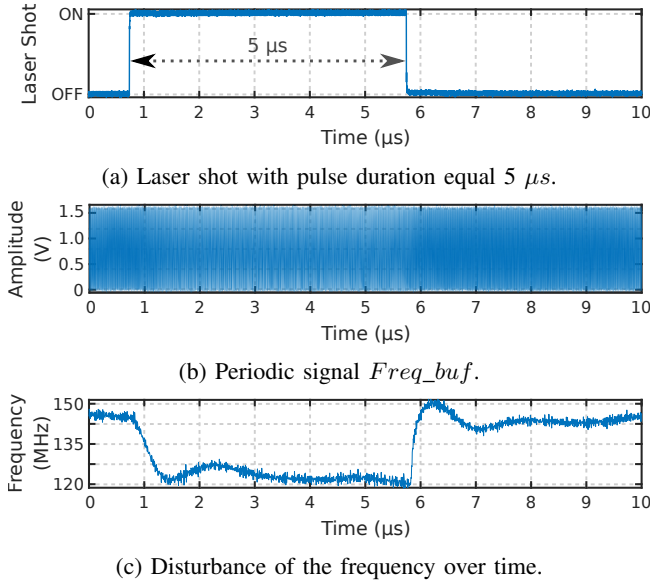 ON
Laser Shot
5 µs
OFF
0 1 2 3 4 5 6 7 8 9 10
Time (µs)
(a) Laser shot with pulse duration equal 5 µs.
Amplitude
(V)
1.5
1.0
0.5
0
0 1 2 3 4 5 6 7 8 9 10
Time (µs)
(b) Periodic signal Freq_buf.
Frequency
(MHz)
150
135
120
0 1 2 3 4 5 6 7 8 9 10
Time (µs)
(c) Disturbance of the frequency over time.